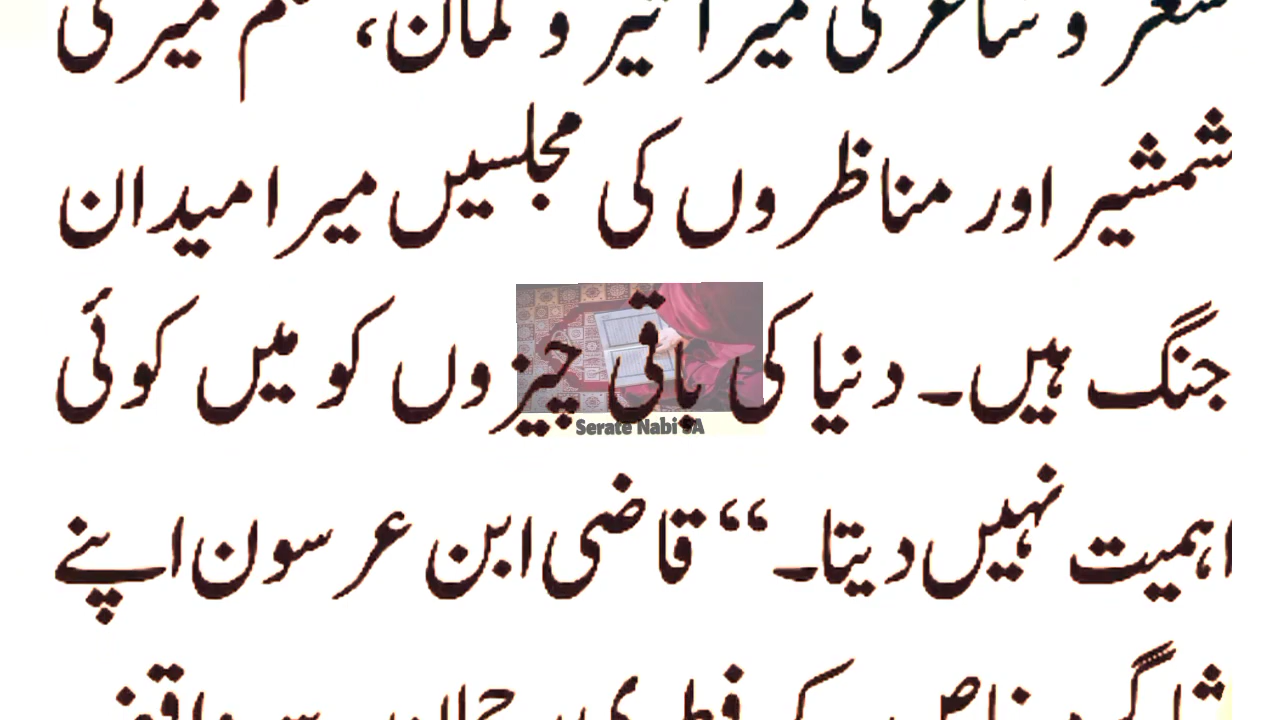 شعر و شاعری میرا تیر و کمان، قلم میری
شمشیر اور مناظروں کی مجلسیں میرا میدان
جنگ ہیں۔ دنیا کی باقی چیزوں کو میں کوئی
اہمیت نہیں دیتا۔“ قاضی ابن عرسون اپنے
Serate Nabi SA